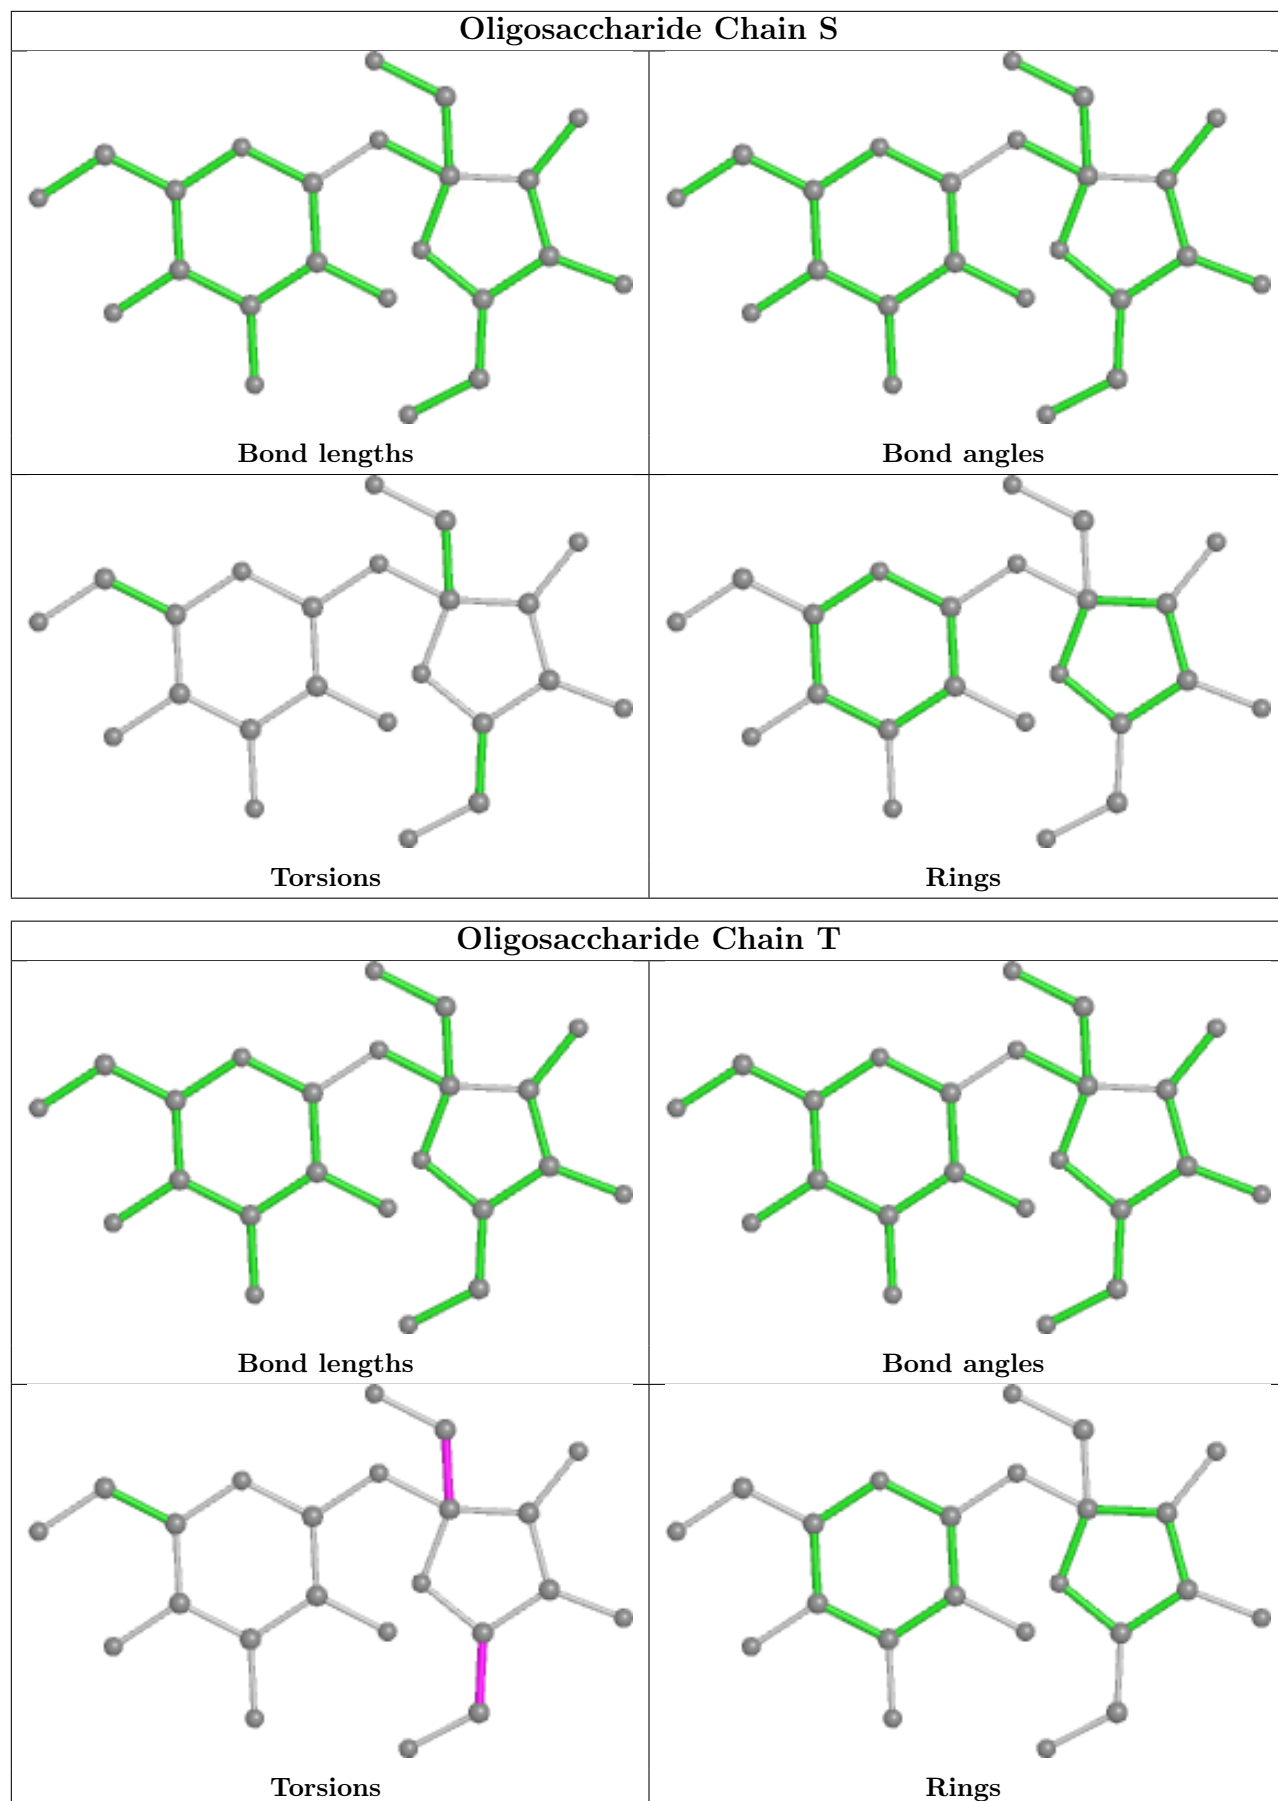 Oligosaccharide Chain S
Bond lengths
Bond angles
Torsions
Rings
Oligosaccharide Chain T
Bond lengths
Bond angles
Torsions
Rings